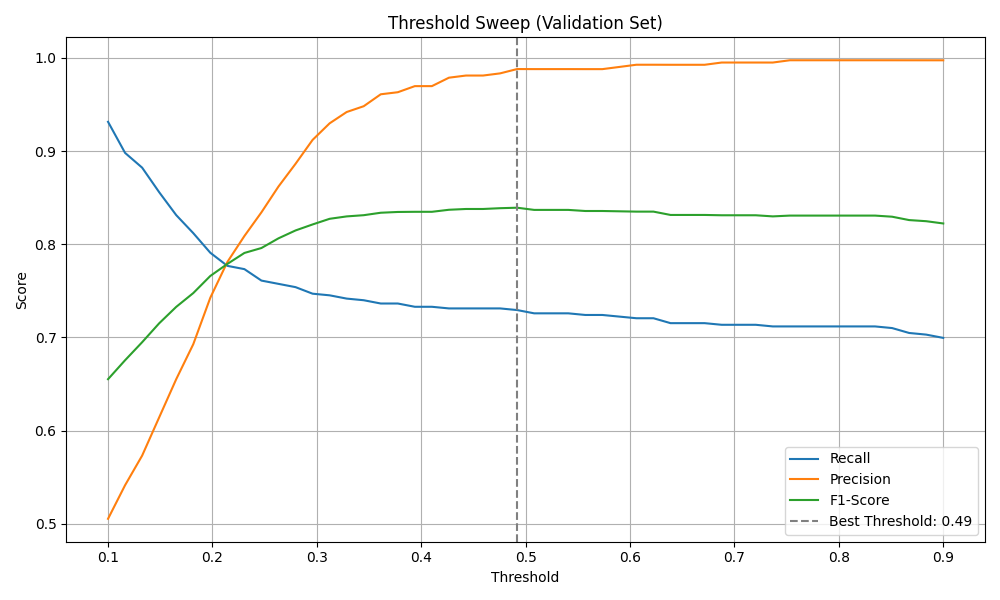 Threshold Sweep (Validation Set)
Score
1.0
0.9
0.8
0.7
0.6
0.5
0.1 0.2 0.3 0.4 0.5 0.6 0.7 0.8 0.9
Threshold
Recall
Precision
F1-Score
Best Threshold: 0.49